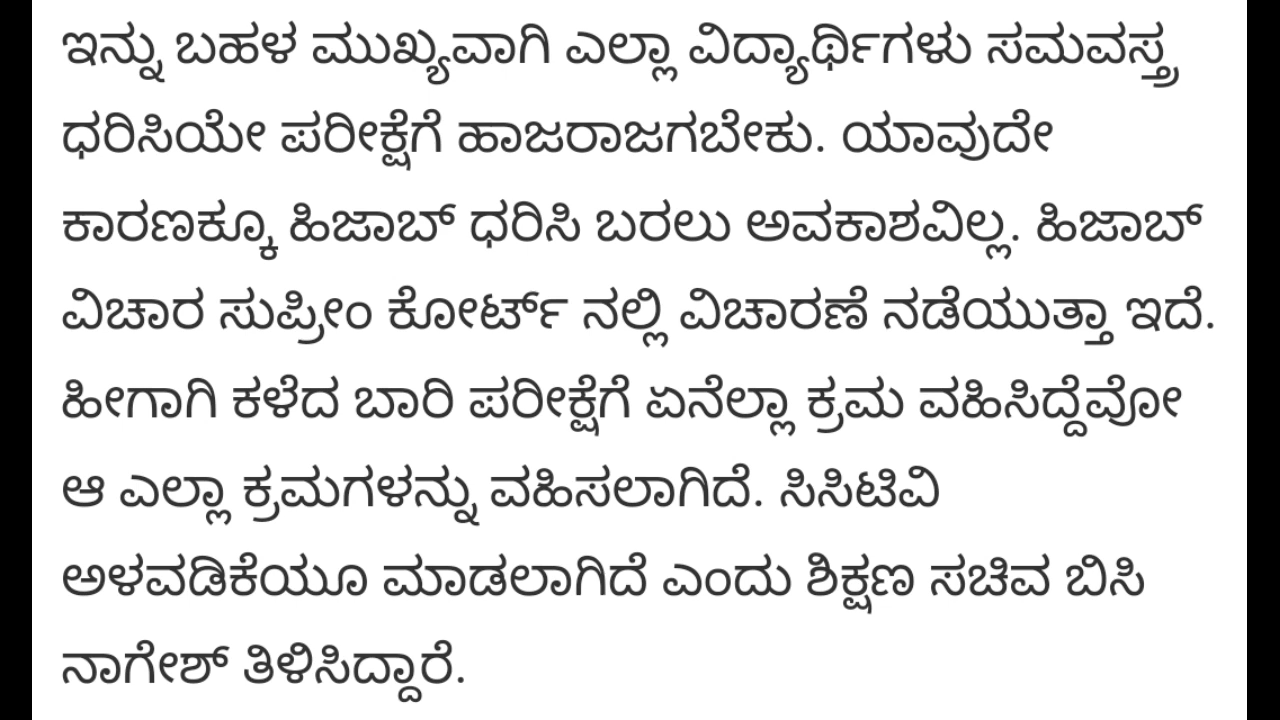 ಇನ್ನು ಬಹಳ ಮುಖ್ಯವಾಗಿ ಎಲ್ಲಾ ವಿದ್ಯಾರ್ಥಿಗಳು ಸಮವಸ್ತ್ರ
ಧರಿಸಿಯೇ ಪರೀಕ್ಷೆಗೆ ಹಾಜರಾಜಗಬೇಕು. ಯಾವುದೇ
ಕಾರಣಕ್ಕೂ ಹಿಜಾಬ್ ಧರಿಸಿ ಬರಲು ಅವಕಾಶವಿಲ್ಲ. ಹಿಜಾಬ್
ವಿಚಾರ ಸುಪ್ರೀಂ ಕೋರ್ಟ್ ನಲ್ಲಿ ವಿಚಾರಣೆ ನಡೆಯುತ್ತಾ ಇದೆ.
ಹೀಗಾಗಿ ಕಳೆದ ಬಾರಿ ಪರೀಕ್ಷೆಗೆ ಏನೆಲ್ಲಾ ಕ್ರಮ ವಹಿಸಿದ್ದೆವೋ
ಆ ಎಲ್ಲಾ ಕ್ರಮಗಳನ್ನು ವಹಿಸಲಾಗಿದೆ. ಸಿಸಿಟಿವಿ
ಅಳವಡಿಕೆಯೂ ಮಾಡಲಾಗಿದೆ ಎಂದು ಶಿಕ್ಷಣ ಸಚಿವ ಬಿಸಿ
ನಾಗೇಶ್ ತಿಳಿಸಿದ್ದಾರೆ.